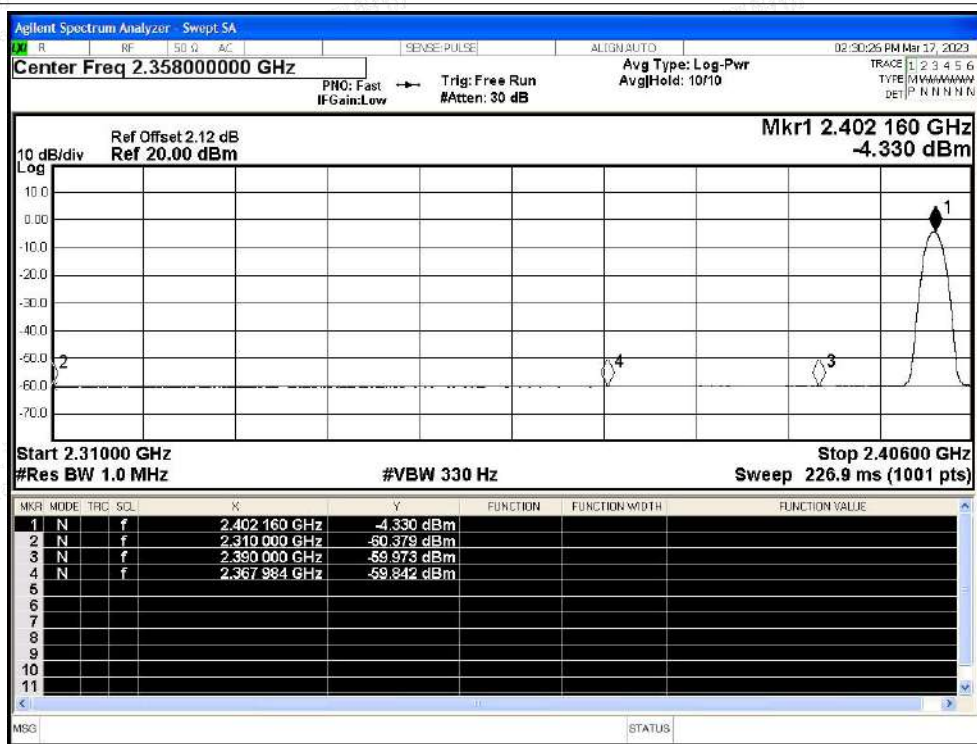 Agilent Spectrum Analyzer - Swept SA
LXI R RF 50 Ω AC SENSE:PULSE ALIGN AUTO 02:30:26 PM Mar 17, 2023
Center Freq 2.358000000 GHz
PNO: Fast
IFGain:Low
Trig: Free Run
#Atten: 30 dB
Avg Type: Log-Pwr
Avg|Hold: 10/10
TRACE 1 2 3 4 5 6
TYPE MWWWWW
DET P N N N N N
Ref Offset 2.12 dB
Ref 20.00 dBm
10 dB/div
Log
Mkr1 2.402 160 GHz
-4.330 dBm
10.0
0.00
-10.0
-20.0
-30.0
-40.0
-50.0
-60.0
-70.0
1
2
4
3
Start 2.31000 GHz
Stop 2.40600 GHz
#Res BW 1.0 MHz
#VBW 330 Hz
Sweep 226.9 ms (1001 pts)
MKR MODE TRC SCL X Y FUNCTION FUNCTION WIDTH FUNCTION VALUE
1 N f 2.402 160 GHz -4.330 dBm
2 N f 2.310 000 GHz -60.379 dBm
3 N f 2.390 000 GHz -59.973 dBm
4 N f 2.367 984 GHz -59.842 dBm
5
6
7
8
9
10
11
MSG STATUS